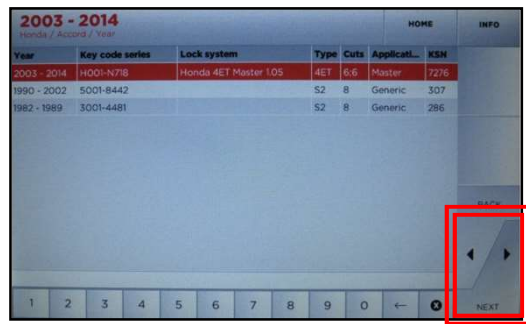 2003 - 2014
Honda / Accord / Year
HOME
INFO
Year Key code series Lock system Type Cuts Applicati... KSN
2003 - 2014 H001-N718 Honda 4ET Master 1.05 4ET 6:6 Master 7276
1990 - 2002 5001-8442 S2 8 Generic 307
1982 - 1989 3001-4481 S2 8 Generic 286
BACK
1 2 3 4 5 6 7 8 9 0 ←
NEXT